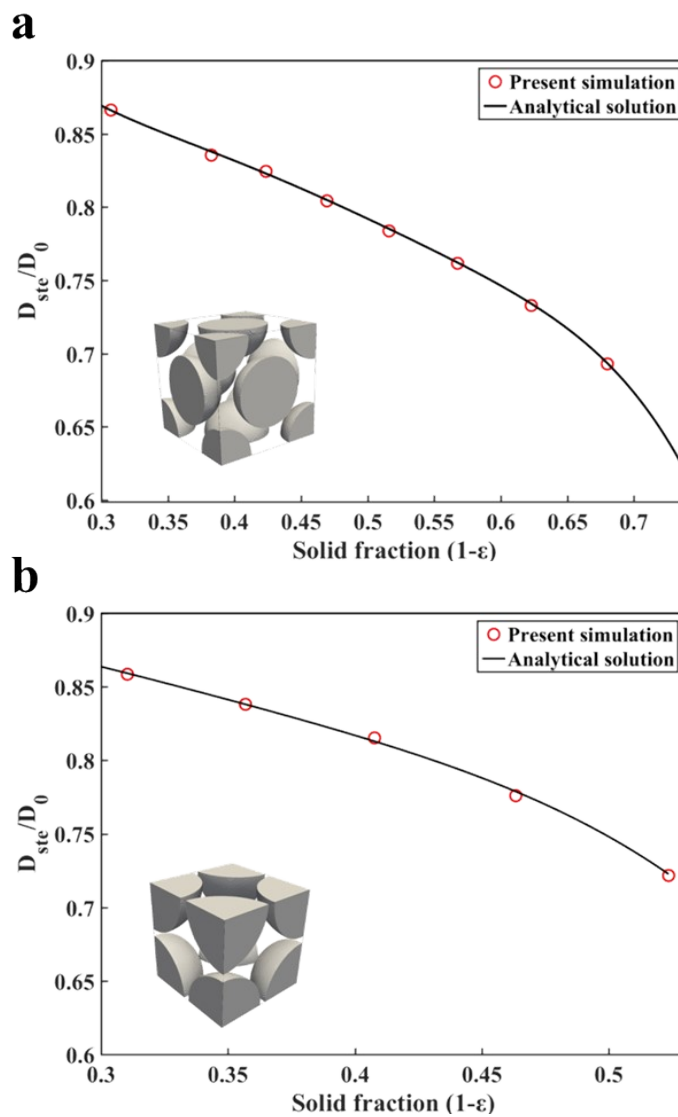 a
0.9
0.85
0.8
0.75
0.7
0.65
0.6
D_ste/D_0
Present simulation
Analytical solution
0.3 0.35 0.4 0.45 0.5 0.55 0.6 0.65 0.7
Solid fraction (1-ε)
b
0.9
0.85
0.8
0.75
0.7
0.65
0.6
D_ste/D_0
Present simulation
Analytical solution
0.3 0.35 0.4 0.45 0.5
Solid fraction (1-ε)